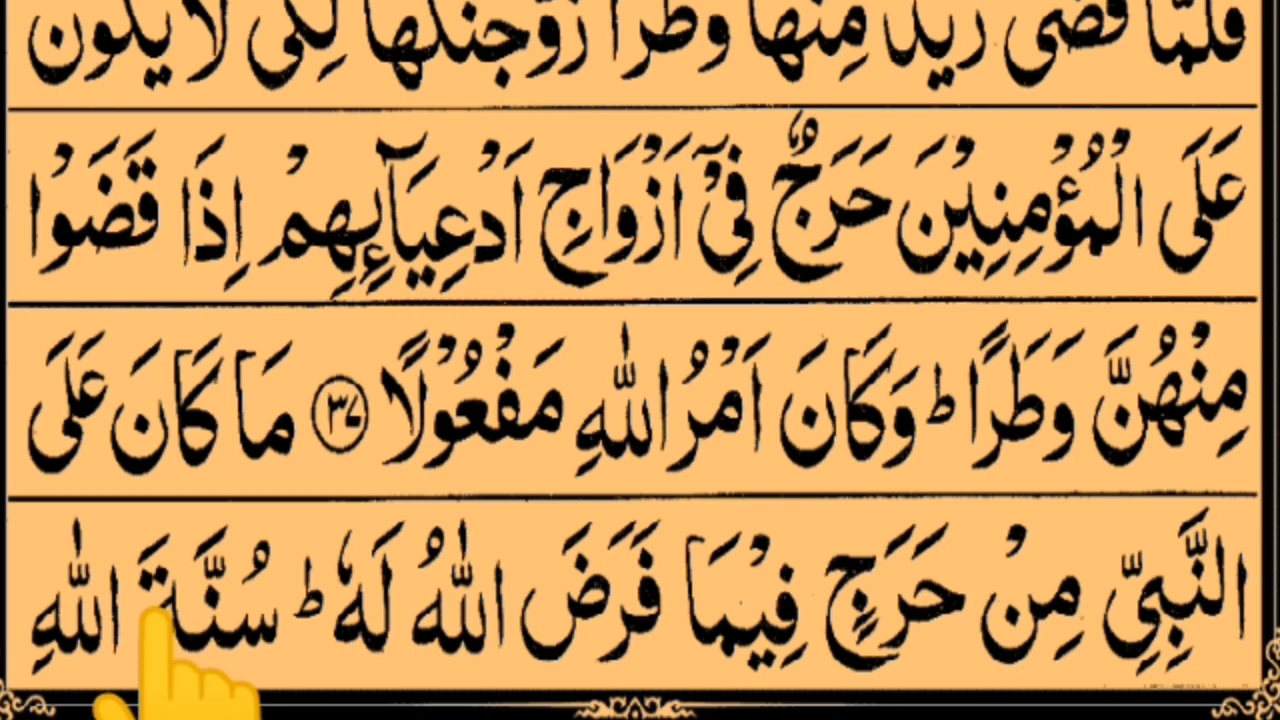 فَلَمَّا قَضٰى زَيْدٌ مِّنْهَا وَطَرًا زَوَّجْنٰكَهَا لِكَىْ لَا يَكُوْنَ
عَلَى الْمُؤْمِنِيْنَ حَرَجٌ فِىْۤ اَزْوَاجِ اَدْعِيَآئِهِمْ اِذَا قَضَوْا
مِنْهُنَّ وَطَرًا ؕ وَكَانَ اَمْرُ اللّٰهِ مَفْعُوْلًا ۝۳۷ مَا كَانَ عَلَى
النَّبِىِّ مِنْ حَرَجٍ فِيْمَا فَرَضَ اللّٰهُ لَهٗ ؕ سُنَّةَ اللّٰهِ